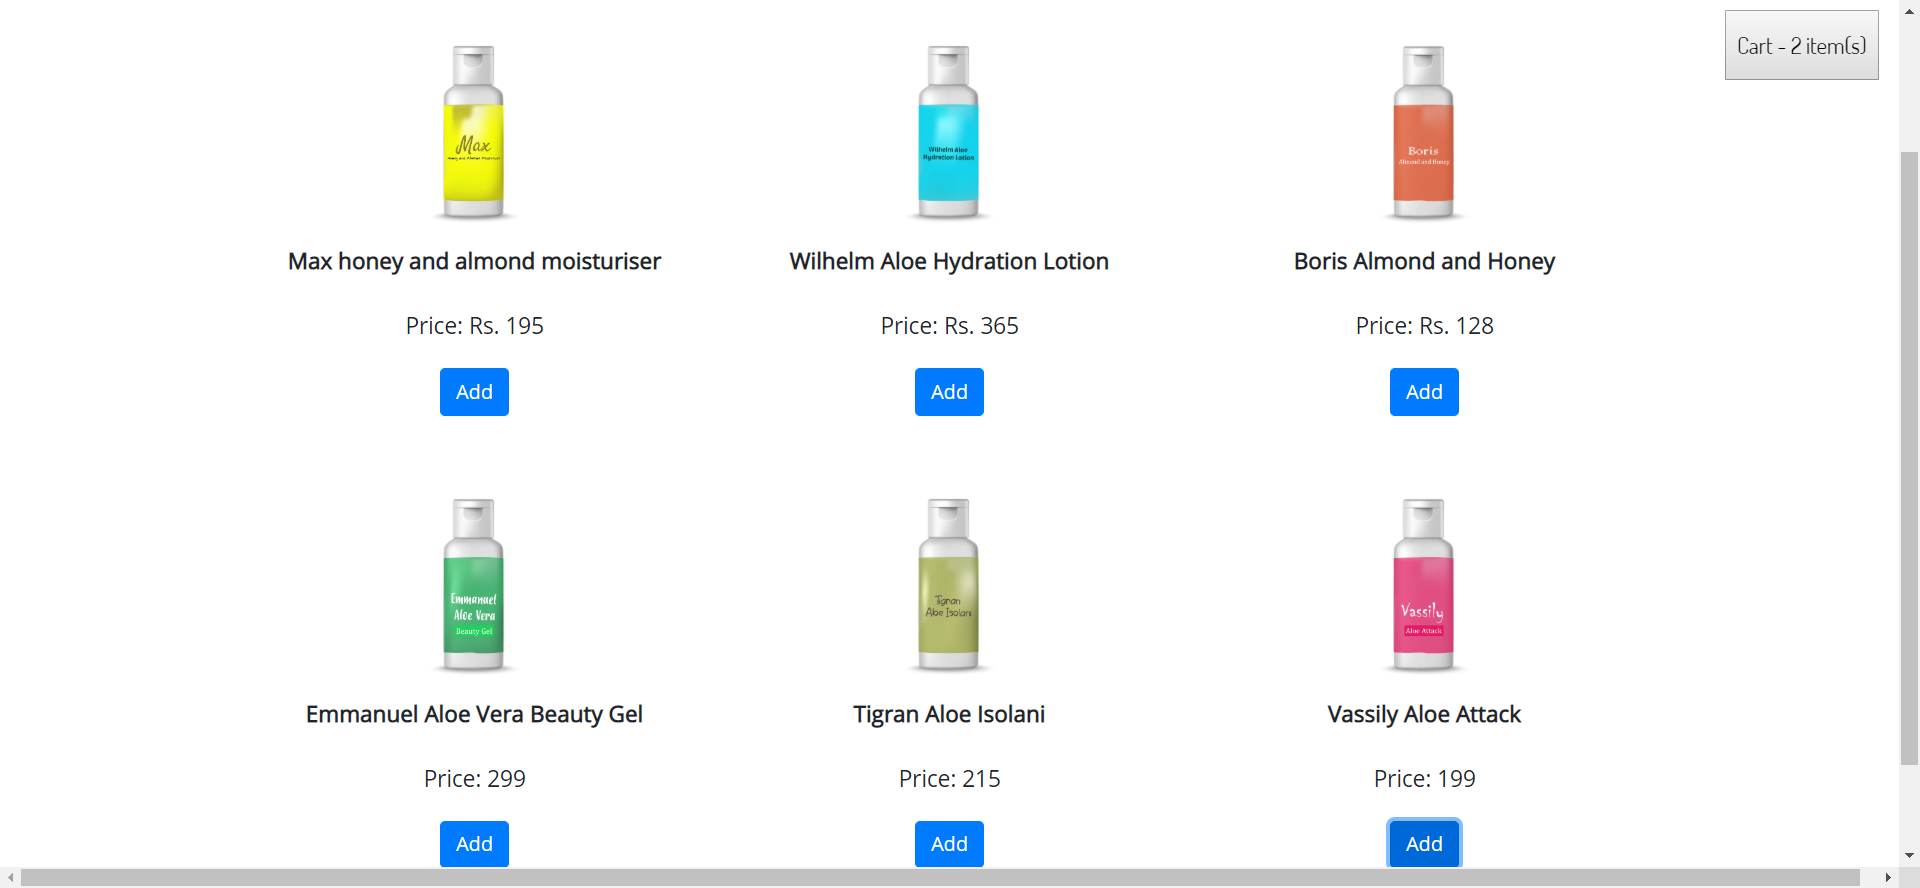 Cart - 2 item(s)
Max
Honey and Almond Moisturiser
Wilhelm Aloe
Hydration Lotion
Boris
Almond and Honey
Max honey and almond moisturiser
Wilhelm Aloe Hydration Lotion
Boris Almond and Honey
Price: Rs. 195
Price: Rs. 365
Price: Rs. 128
Add
Add
Add
Emmanuel
Aloe Vera
Beauty Gel
Tigran
Aloe Isolani
Vassily
Aloe Attack
Emmanuel Aloe Vera Beauty Gel
Tigran Aloe Isolani
Vassily Aloe Attack
Price: 299
Price: 215
Price: 199
Add
Add
Add